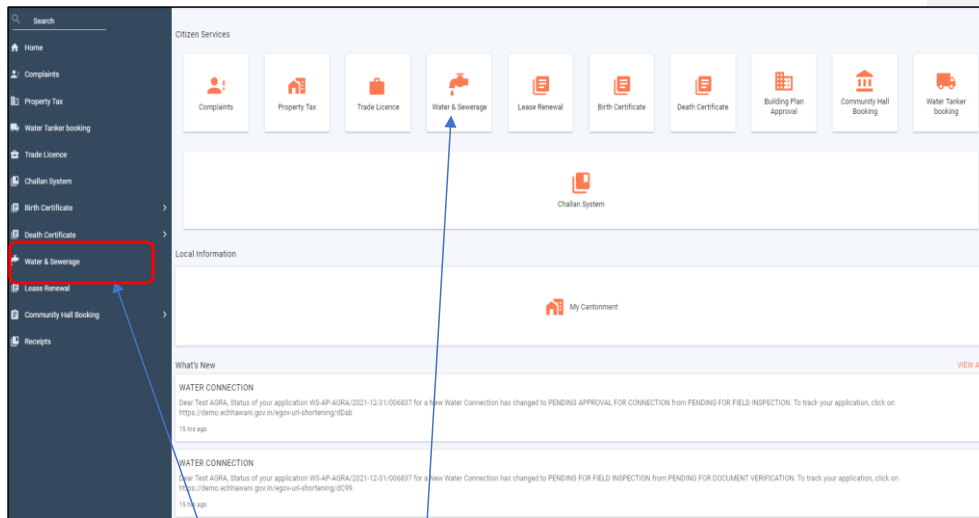 Search
Home
Complaints
Property Tax
Water Tanker booking
Trade Licence
Challan System
Birth Certificate
Death Certificate
Water & Sewerage
Lease Renewal
Community Hall Booking
Receipts
Citizen Services
Complaints
Property Tax
Trade Licence
Water & Sewerage
Lease Renewal
Birth Certificate
Death Certificate
Building Plan
Approval
Community Hall
Booking
Water Tanker
booking
Challan System
Local Information
My Cantonment
What's New
VIEW A
WATER CONNECTION
Dear Test AGRA, Status of your application WS-AP-AGRA/2021-12-31/006837 for a New Water Connection has changed to PENDING APPROVAL FOR CONNECTION from PENDING FOR FIELD INSPECTION. To track your application, click on
https://demo.echhawani.gov.in/egov-url-shortening/dDab
15 hrs ago
WATER CONNECTION
Dear Test AGRA, Status of your application WS-AP-AGRA/2021-12-31/006837 for a New Water Connection has changed to PENDING FOR FIELD INSPECTION from PENDING FOR DOCUMENT VERIFICATION. To track your application, click on
https://demo.echhawani.gov.in/egov-url-shortening/dC99.
15 hrs ago